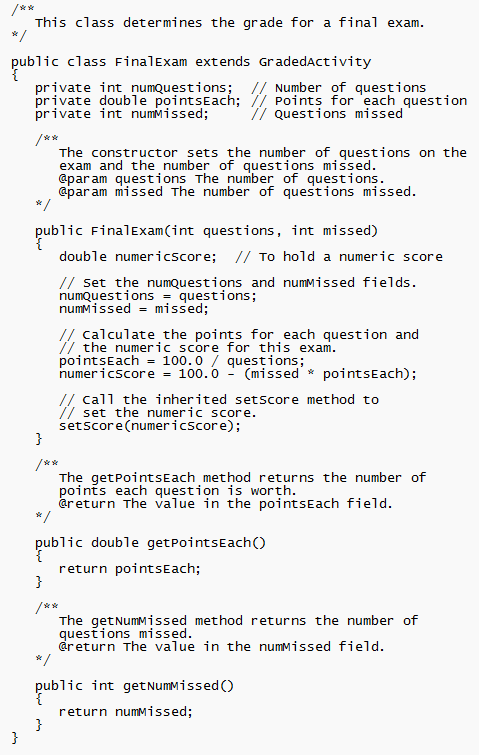 /**
   This class determines the grade for a final exam.
*/
public class FinalExam extends GradedActivity
{
   private int numQuestions;  // Number of questions
   private double pointsEach; // Points for each question
   private int numMissed;     // Questions missed
   /**
      The constructor sets the number of questions on the
      exam and the number of questions missed.
      @param questions The number of questions.
      @param missed The number of questions missed.
   */
   public FinalExam(int questions, int missed)
   {
      double numericScore;  // To hold a numeric score
      // Set the numQuestions and numMissed fields.
      numQuestions = questions;
      numMissed = missed;
      // Calculate the points for each question and
      // the numeric score for this exam.
      pointsEach = 100.0 / questions;
      numericScore = 100.0 - (missed * pointsEach);
      // Call the inherited setScore method to
      // set the numeric score.
      setScore(numericScore);
   }
   /**
      The getPointsEach method returns the number of
      points each question is worth.
      @return The value in the pointsEach field.
   */
   public double getPointsEach()
   {
      return pointsEach;
   }
   /**
      The getNumMissed method returns the number of
      questions missed.
      @return The value in the numMissed field.
   */
   public int getNumMissed()
   {
      return numMissed;
   }
}